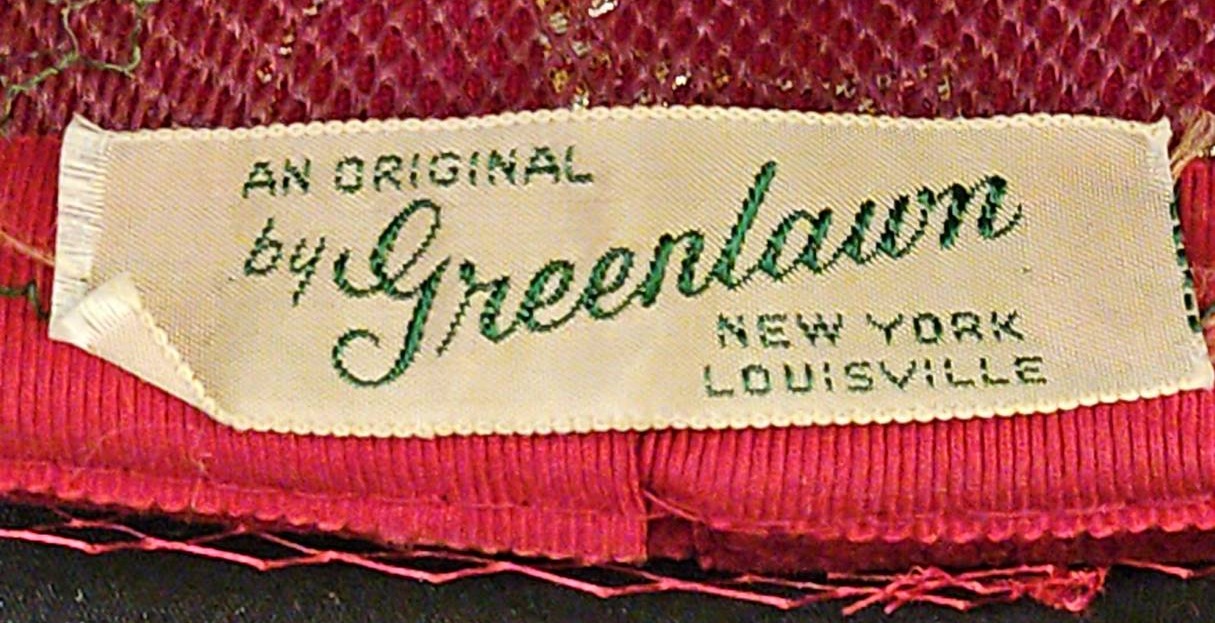 AN ORIGINAL
by Greenlawn
NEW YORK
LOUISVILLE